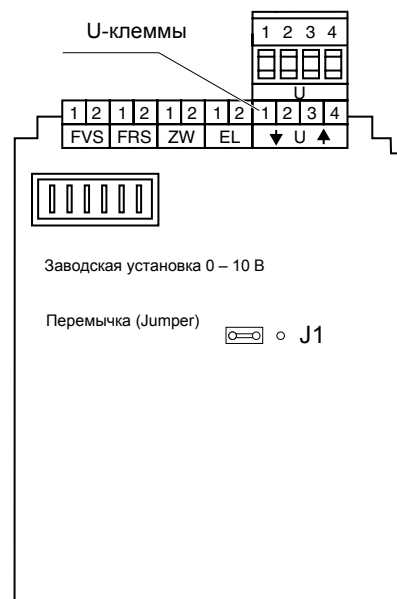 U-клеммы
1 2 3 4
U
1 2 1 2 1 2 1 2 1 2 3 4
FVS FRS ZW EL U
Заводская установка 0 – 10 В
Перемычка (Jumper)
J1